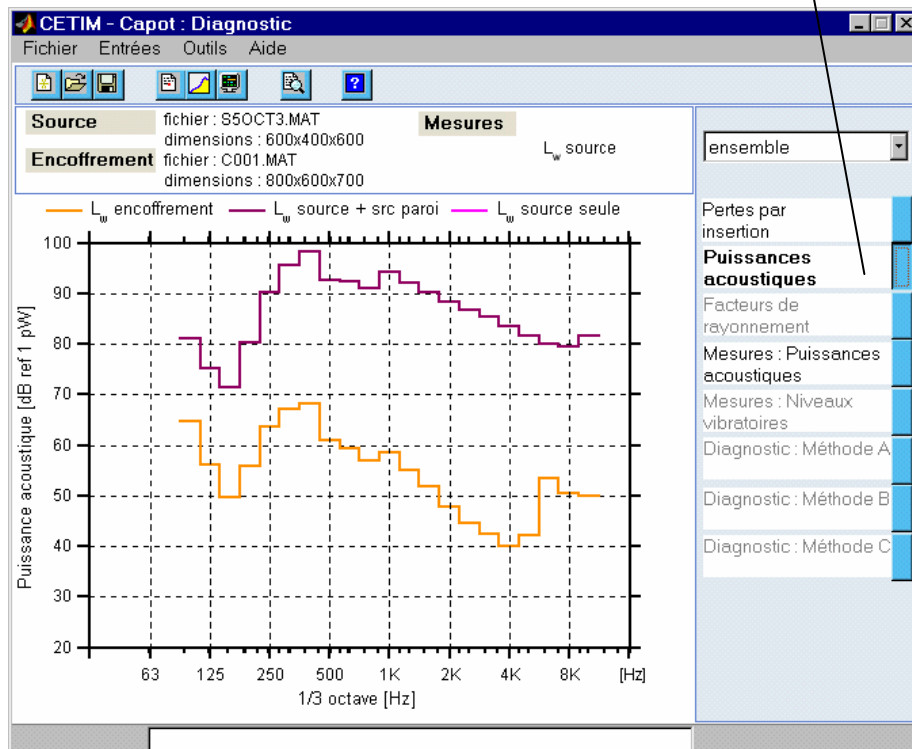 CETIM - Capot : Diagnostic
Fichier Entrées Outils Aide
Source fichier : S5OCT3.MAT Mesures
dimensions : 600x400x600
L_w source
Encoffrement fichier : C001.MAT
dimensions : 800x600x700
ensemble
L_w encoffrement L_w source + src paroi L_w source seule
100
90
80
70
60
50
40
30
20
Puissance acoustique [dB ref 1 pW]
63 125 250 500 1K 2K 4K 8K [Hz]
1/3 octave [Hz]
Pertes par
insertion
Puissances
acoustiques
Facteurs de
rayonnement
Mesures : Puissances
acoustiques
Mesures : Niveaux
vibratoires
Diagnostic : Méthode A
Diagnostic : Méthode B
Diagnostic : Méthode C